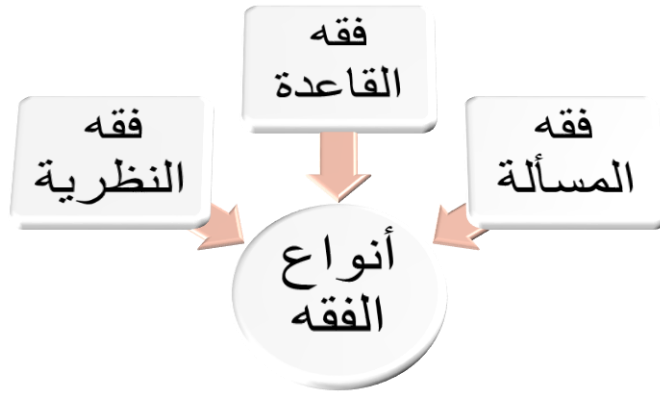 فقه
القاعدة
فقه
المسألة
فقه
النظرية
أنواع
الفقه